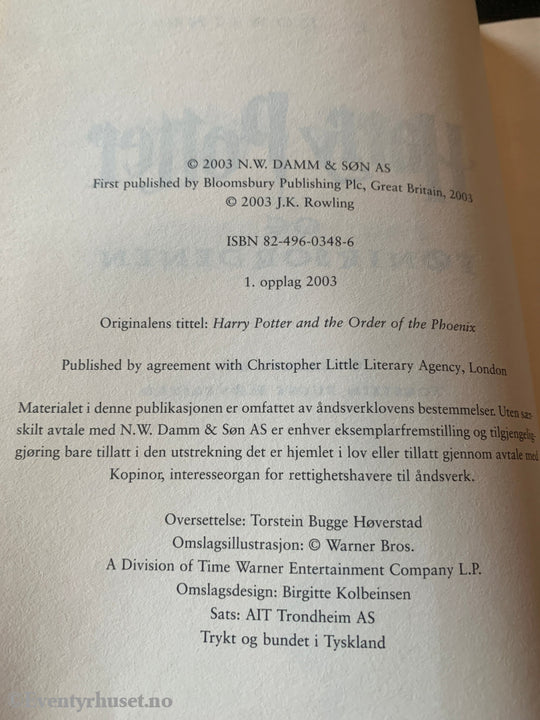 © 2003 N.W. DAMM & SØN AS
First published by Bloomsbury Publishing Plc, Great Britain, 2003
© 2003 J.K. Rowling
ISBN 82-496-0348-6
1. opplag 2003
Originalens tittel: Harry Potter and the Order of the Phoenix
Published by agreement with Christopher Little Literary Agency, London
Materialet i denne publikasjonen er omfattet av åndsverklovens bestemmelser. Uten sær-
skilt avtale med N.W. Damm & Søn AS er enhver eksemplarfremstilling og tilgjengelig-
gjøring bare tillatt i den utstrekning det er hjemlet i lov eller tillatt gjennom avtale med
Kopinor, interesseorgan for rettighetshavere til åndsverk.
Oversettelse: Torstein Bugge Høverstad
Omslagsillustrasjon: © Warner Bros.
A Division of Time Warner Entertainment Company L.P.
Omslagsdesign: Birgitte Kolbeinsen
Sats: AIT Trondheim AS
Trykt og bundet i Tyskland
Eventyrhuset.no